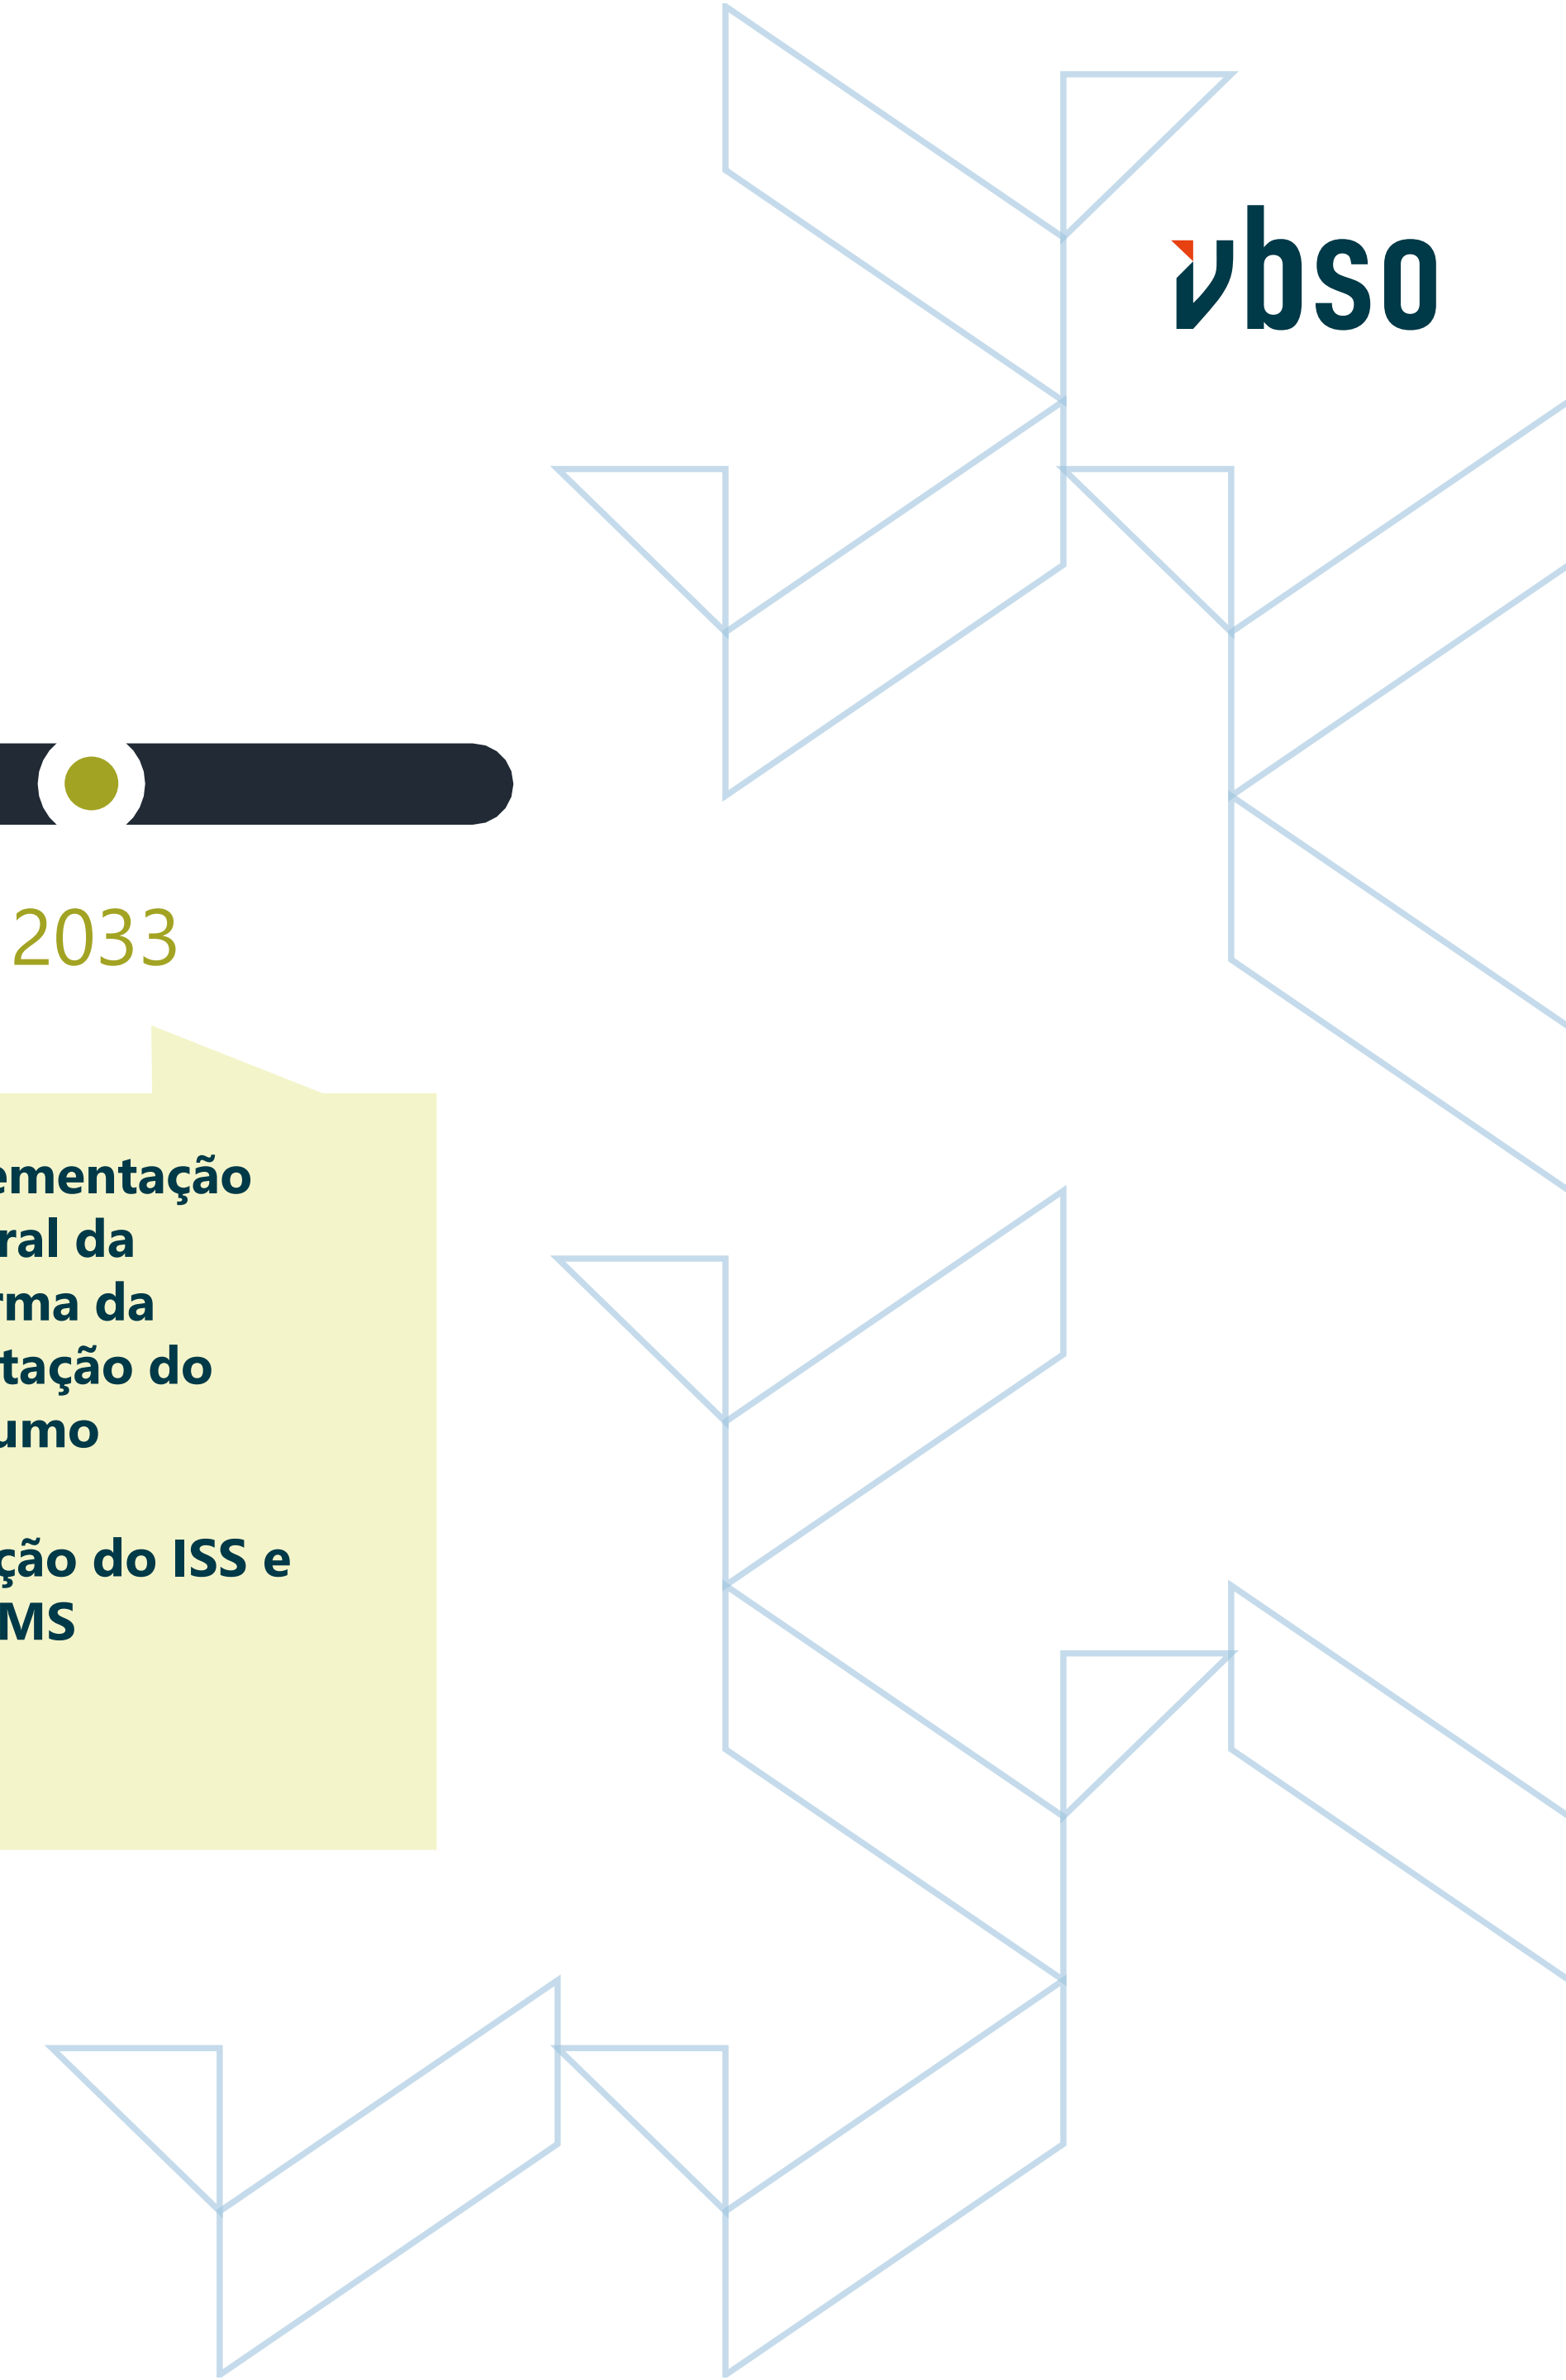 vbso
2033
ementação
ral da
rma da
tação do
umo
ção do ISS e
MS